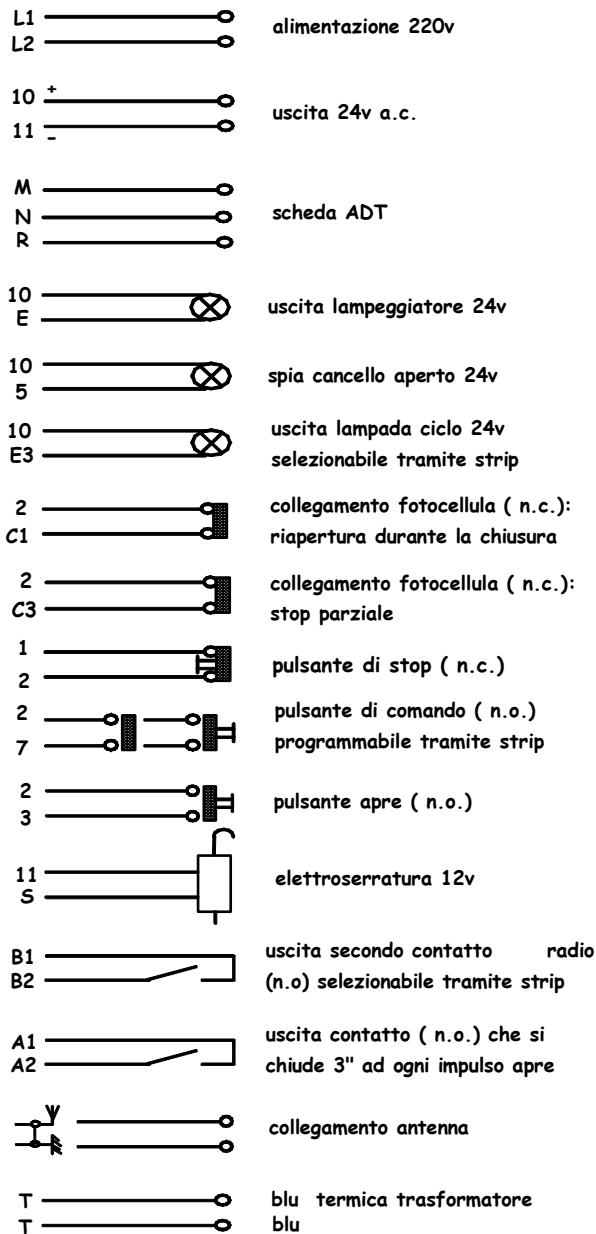 L1
L2
alimentazione 220v
10 +
11 -
uscita 24v a.c.
M
N
R
scheda ADT
10
E
uscita lampeggiatore 24v
10
5
spia cancello aperto 24v
10
E3
uscita lampada ciclo 24v
selezionabile tramite strip
2
C1
collegamento fotocellula ( n.c.):
riapertura durante la chiusura
2
C3
collegamento fotocellula ( n.c.):
stop parziale
1
2
pulsante di stop ( n.c.)
2
7
pulsante di comando ( n.o.)
programmabile tramite strip
2
3
pulsante apre ( n.o.)
11
S
elettroserratura 12v
B1
B2
uscita secondo contatto radio
(n.o) selezionabile tramite strip
A1
A2
uscita contatto ( n.o.) che si
chiude 3" ad ogni impulso apre
collegamento antenna
T
T
blu termica trasformatore
blu